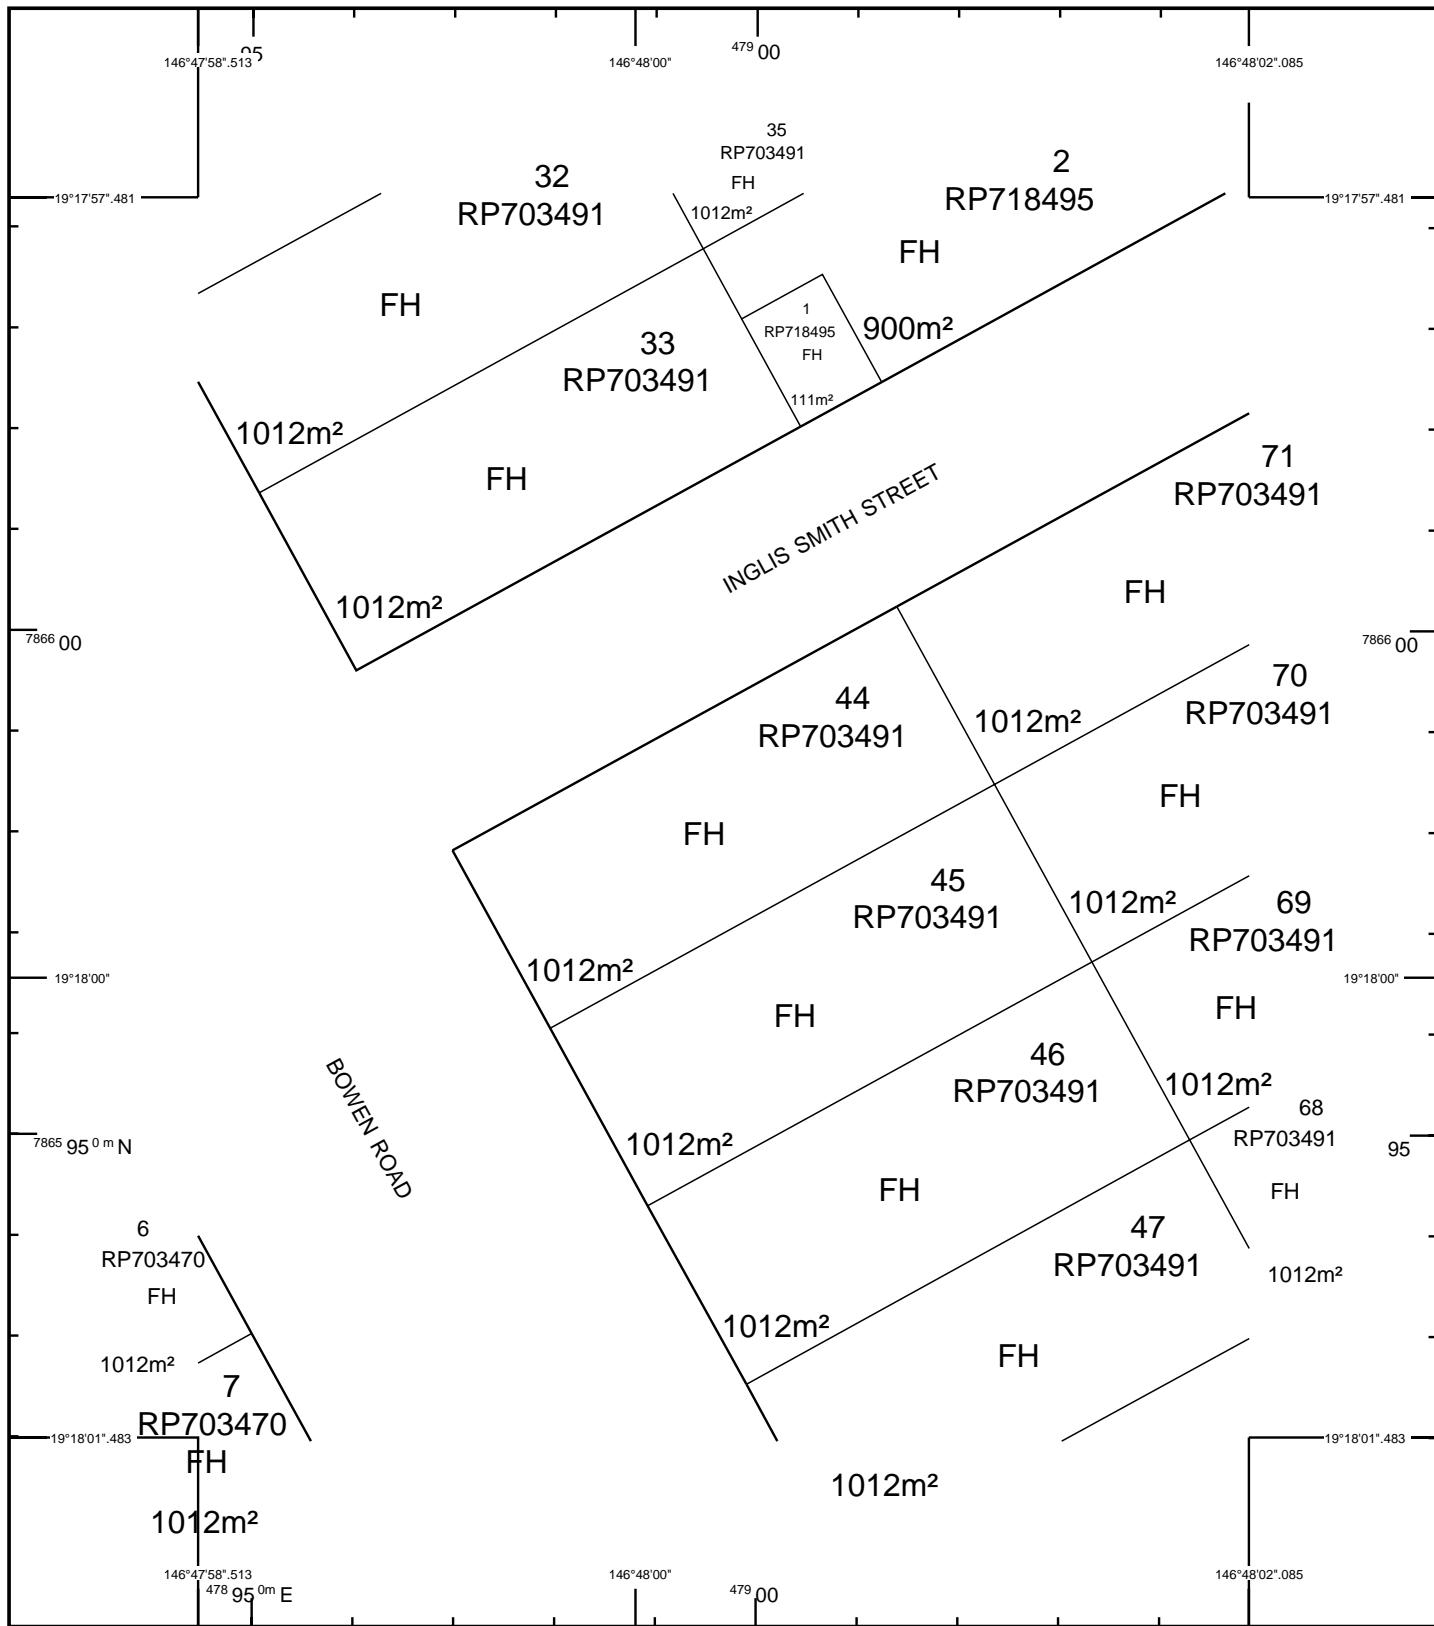 95
479 00
146°47'58".513
146°48'00"
146°48'02".085
35
RP703491
FH
1012m²
32
RP703491
FH
1012m²
2
RP718495
FH
900m²
19°17'57".481
19°17'57".481
1
RP718495
FH
111m²
33
RP703491
FH
1012m²
INGLIS SMITH STREET
71
RP703491
FH
1012m²
7866 00
7866 00
44
RP703491
FH
1012m²
70
RP703491
FH
1012m²
45
RP703491
FH
1012m²
69
RP703491
FH
1012m²
19°18'00"
19°18'00"
46
RP703491
FH
1012m²
BOWEN ROAD
68
RP703491
FH
1012m²
7865 95 0 m N
95
47
RP703491
FH
1012m²
6
RP703470
FH
1012m²
7
RP703470
FH
1012m²
19°18'01".483
19°18'01".483
146°47'58".513
146°48'00"
146°48'02".085
478 95 0m E
479 00